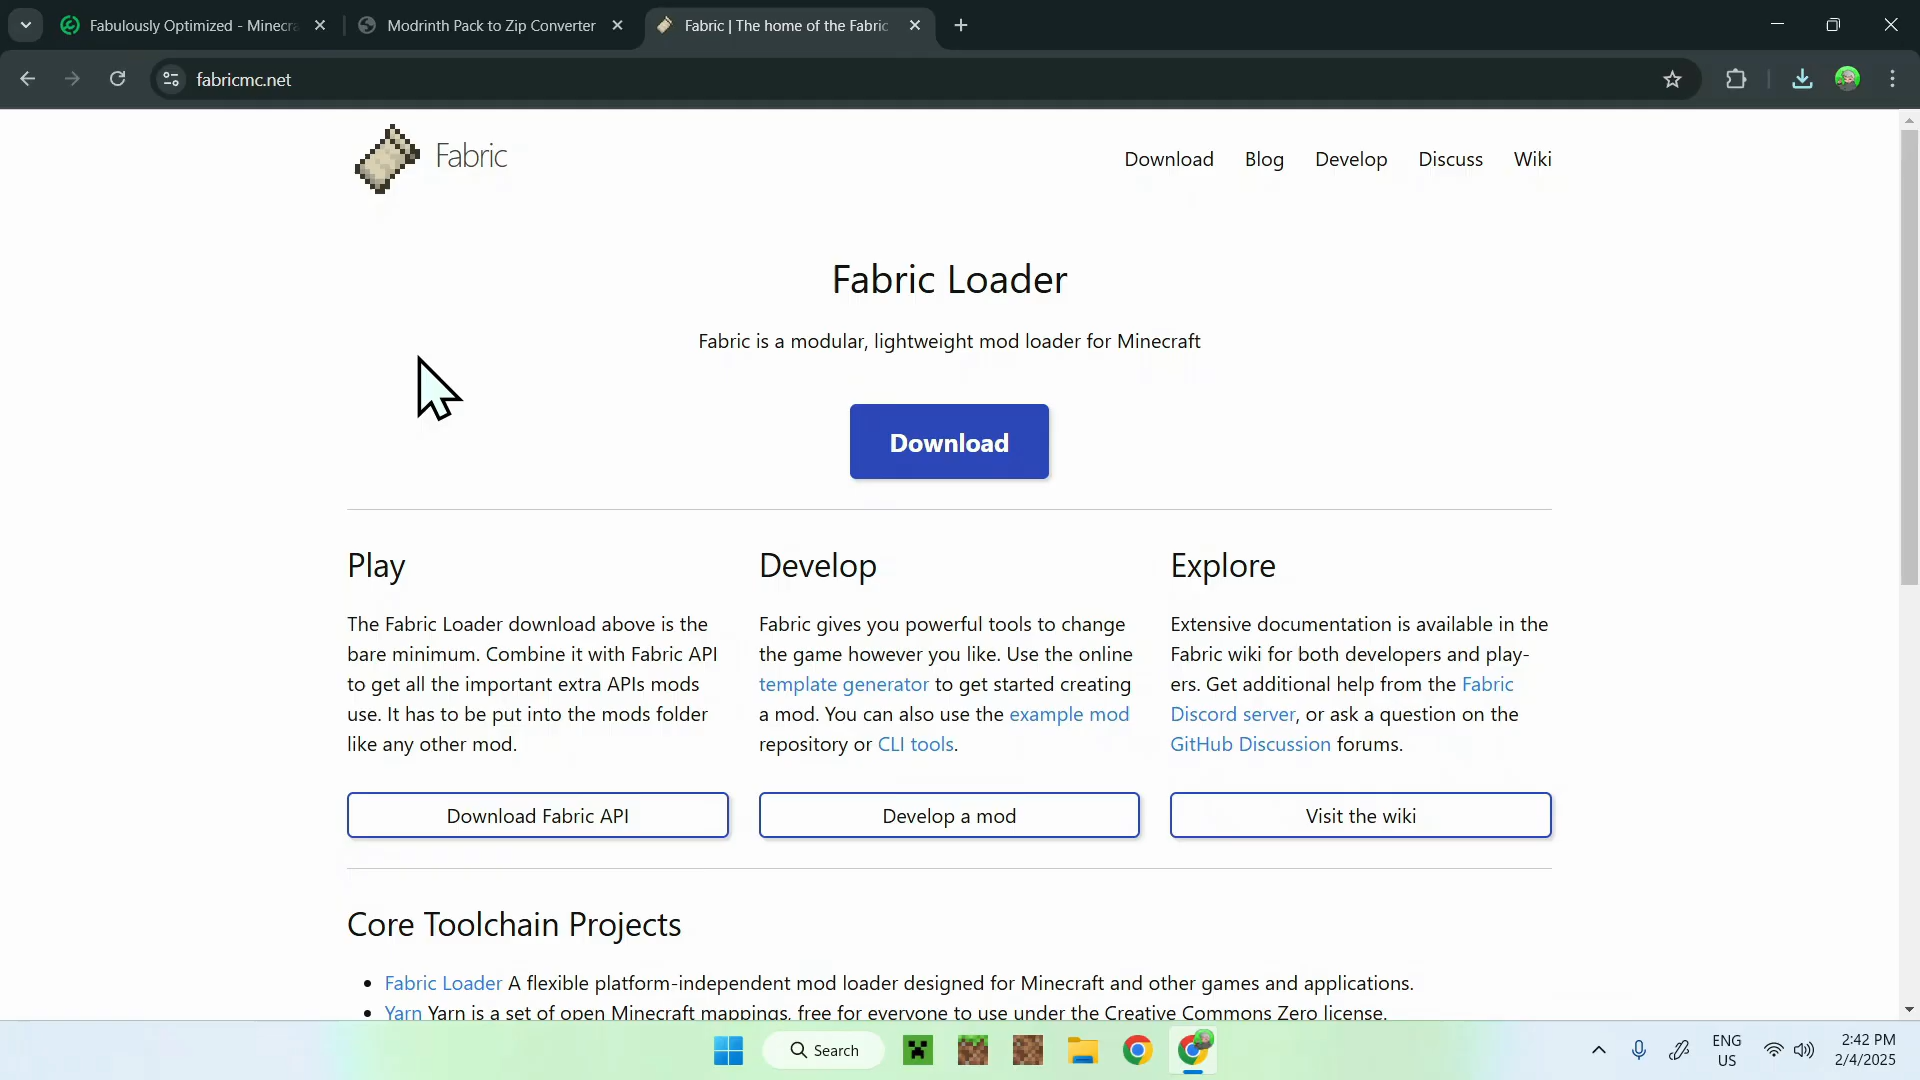 Fabulously Optimized - Minecra
Modrinth Pack to Zip Converter
Fabric | The home of the Fabric
fabricmc.net
Fabric
Download
Blog
Develop
Discuss
Wiki
Fabric Loader
Fabric is a modular, lightweight mod loader for Minecraft
Download
Play
The Fabric Loader download above is the
bare minimum. Combine it with Fabric API
to get all the important extra APIs mods
use. It has to be put into the mods folder
like any other mod.
Download Fabric API
Develop
Fabric gives you powerful tools to change
the game however you like. Use the online
template generator to get started creating
a mod. You can also use the example mod
repository or CLI tools.
Develop a mod
Explore
Extensive documentation is available in the
Fabric wiki for both developers and play-
ers. Get additional help from the Fabric
Discord server, or ask a question on the
GitHub Discussion forums.
Visit the wiki
Core Toolchain Projects
Fabric Loader A flexible platform-independent mod loader designed for Minecraft and other games and applications.
Yarn Yarn is a set of open Minecraft mappings, free for everyone to use under the Creative Commons Zero license.
Search
ENG
US
2:42 PM
2/4/2025